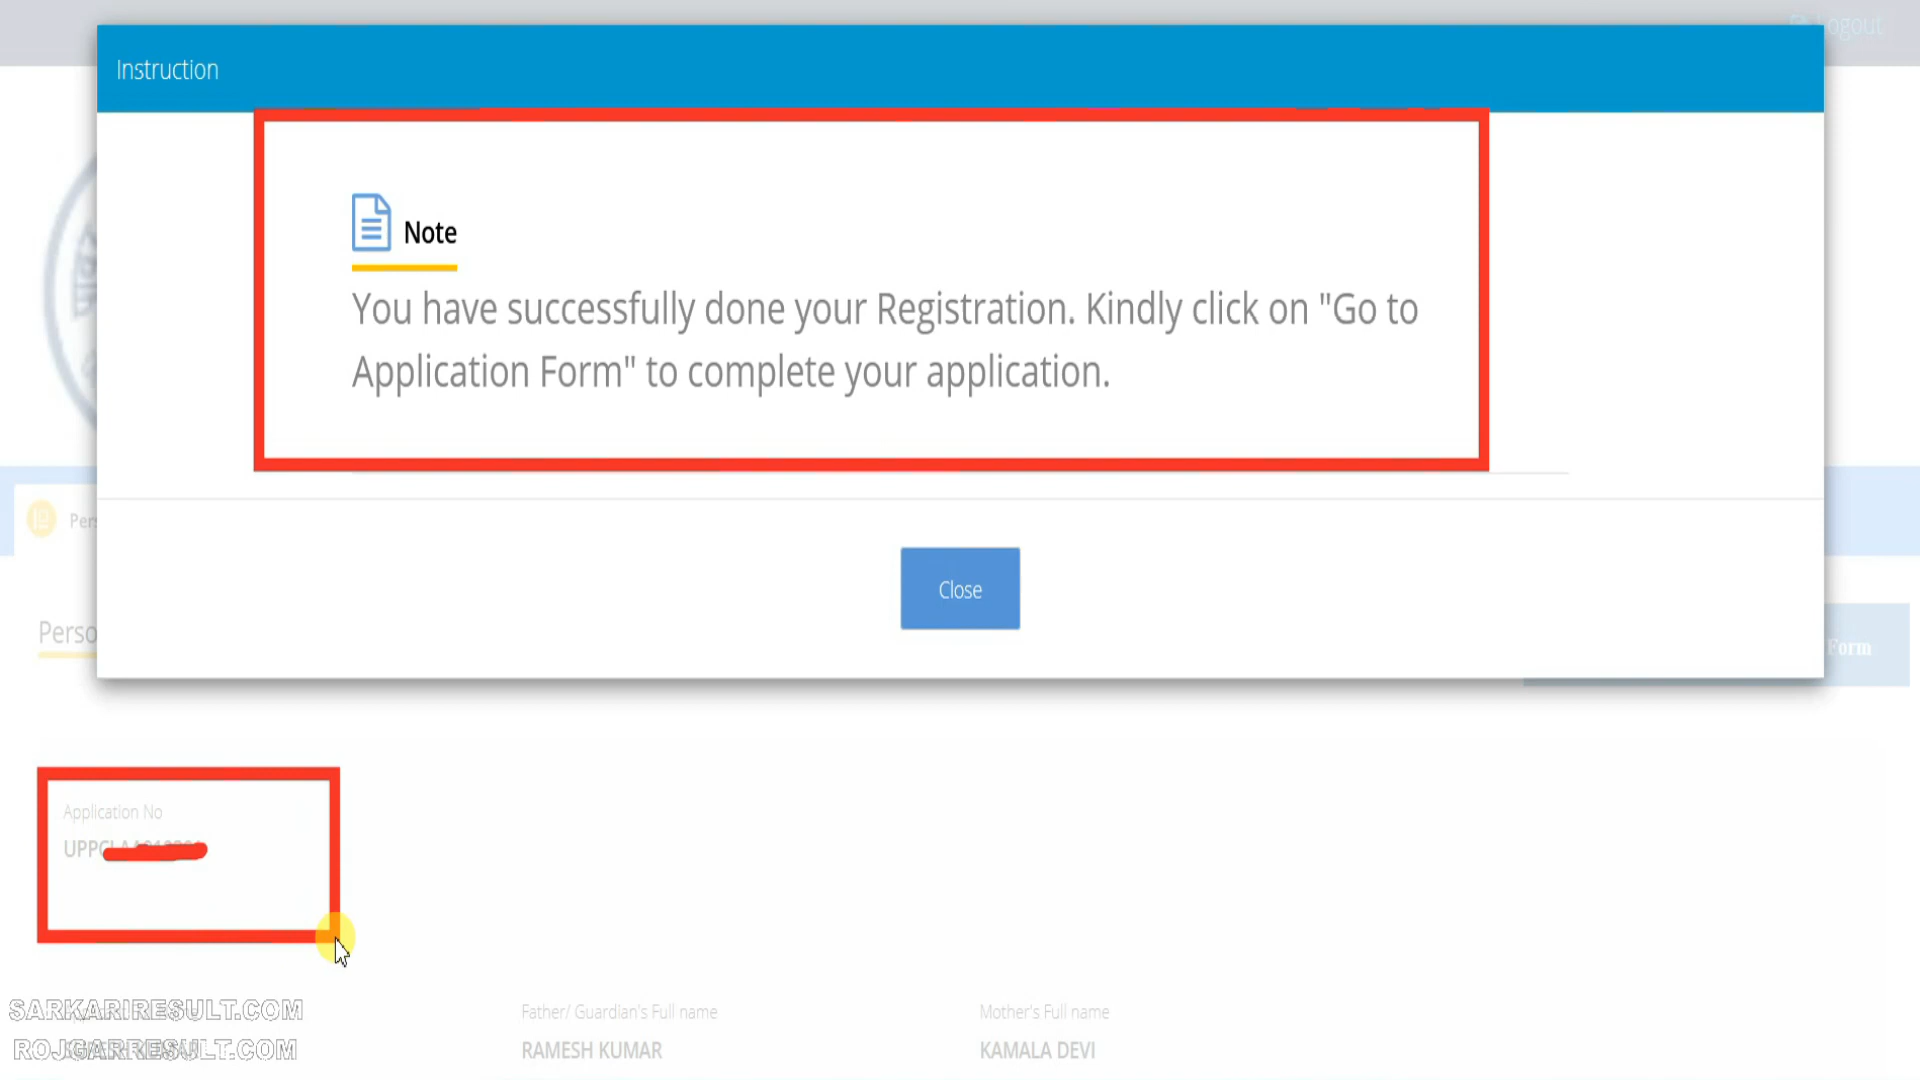 Logout
Instruction
Note
You have successfully done your Registration. Kindly click on "Go to
Application Form" to complete your application.
Close
Form
Application No
SARKARIRESULT.COM
ROJGARRESULT.COM
Father/ Guardian's Full name
RAMESH KUMAR
Mother's Full name
KAMALA DEVI